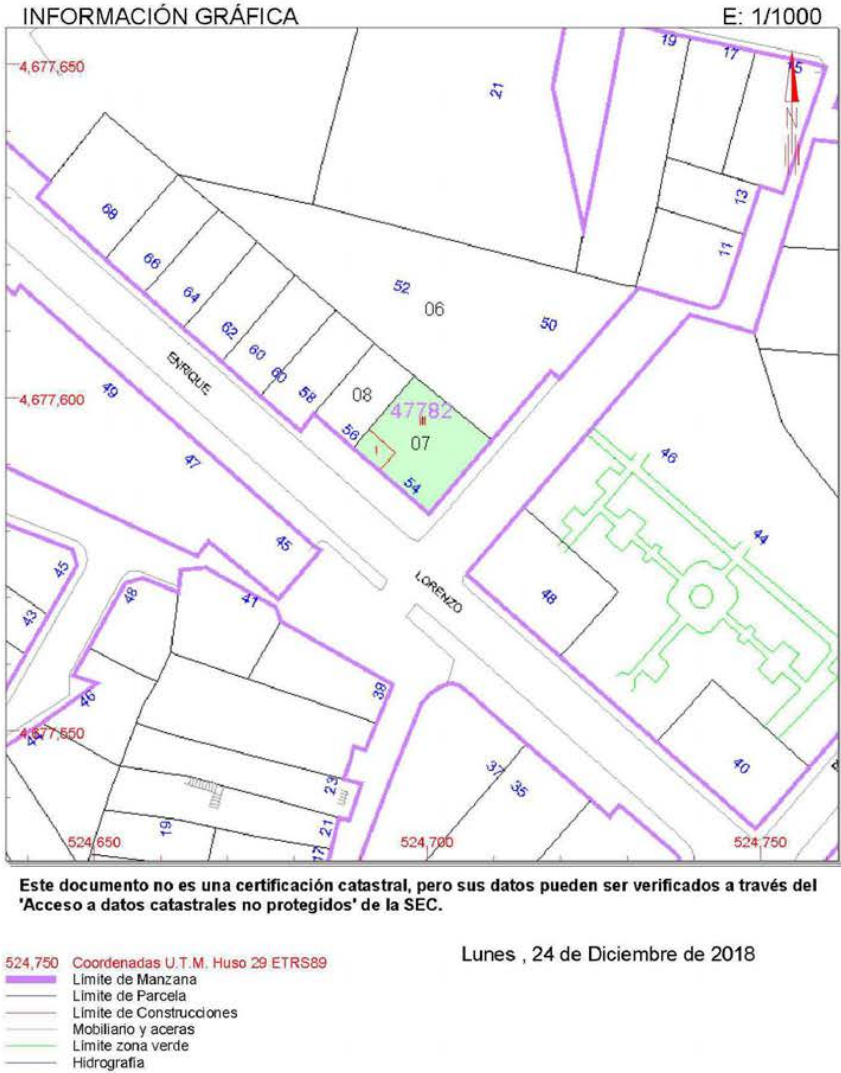 INFORMACIÓN GRÁFICA E: 1/1000
19
17
15
4,677,650
21
68
13
66
11
64
52
06
62
50
60
60
ENRIQUE
58
08
49
4,677,600
47782
III
56
07
I
47
46
54
44
45
45
LORENZO
48
48
41
43
38
46
4,677,550
40
37
35
23
19
21
17
524,650 524,700 524,750
Este documento no es una certificación catastral, pero sus datos pueden ser verificados a través del
'Acceso a datos catastrales no protegidos' de la SEC.
Lunes , 24 de Diciembre de 2018
524,750 Coordenadas U.T.M. Huso 29 ETRS89
Límite de Manzana
Límite de Parcela
Límite de Construcciones
Mobiliario y aceras
Límite zona verde
Hidrografía